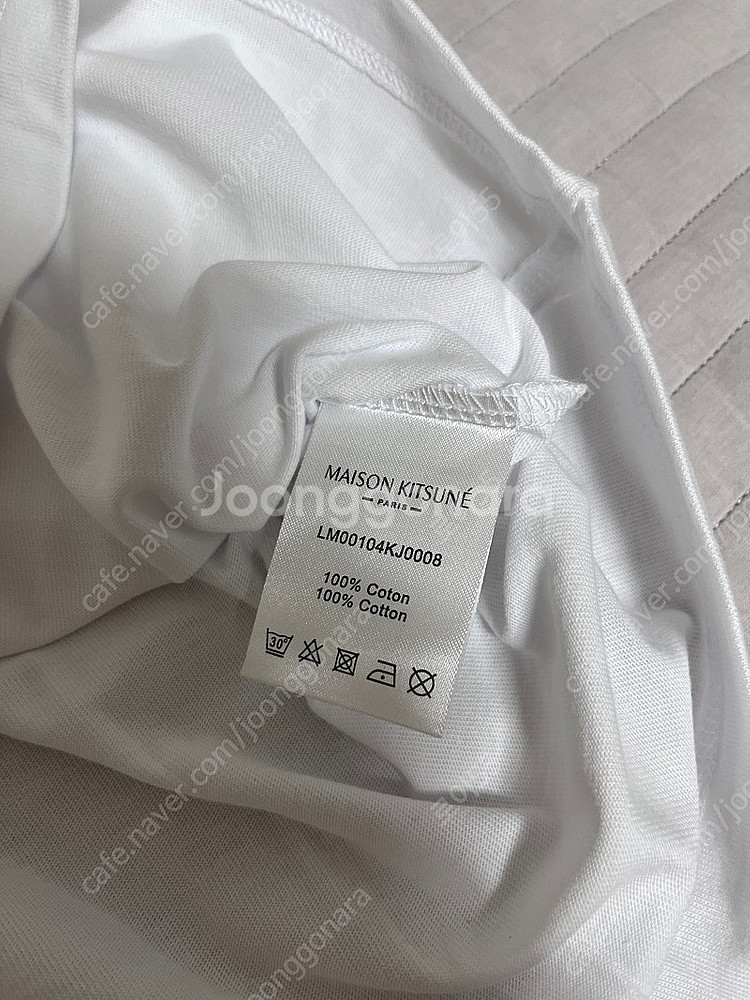 MAISON KITSUNÉ
PARIS
LM00104KJ0008
100% Coton
100% Cotton
30°
Joonggonara
cafe.naver.com/joonggonara